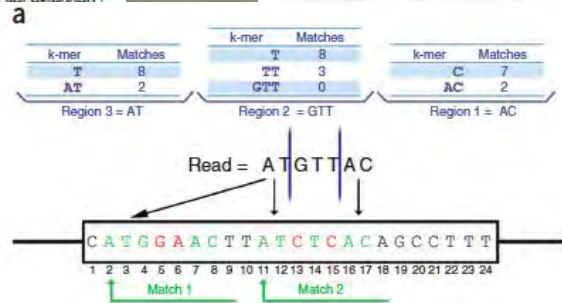 a
k-mer Matches
T 8
AT 2
Region 3 = AT
k-mer Matches
T 8
TT 3
GTT 0
Region 2 = GTT
k-mer Matches
C 7
AC 2
Region 1 = AC
Read = ATGTTAC
C A T G G A A C T T A T C T C A C A G C C T T T
1 2 3 4 5 6 7 8 9 10 11 12 13 14 15 16 17 18 19 20 21 22 23 24
Match 1 Match 2